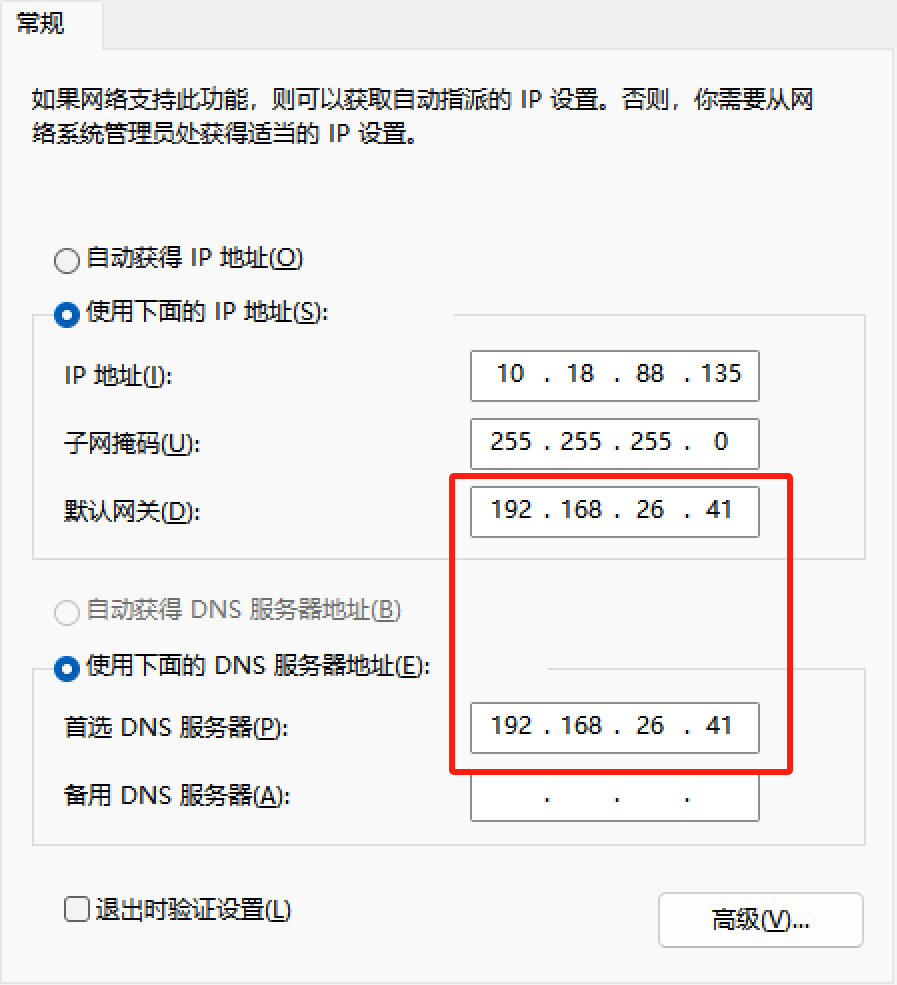 常规
如果网络支持此功能，则可以获取自动指派的 IP 设置。否则，你需要从网
络系统管理员处获得适当的 IP 设置。
自动获得 IP 地址(O)
使用下面的 IP 地址(S):
IP 地址(I): 10 . 18 . 88 . 135
子网掩码(U): 255 . 255 . 255 . 0
默认网关(D): 192 . 168 . 26 . 41
自动获得 DNS 服务器地址(B)
使用下面的 DNS 服务器地址(E):
首选 DNS 服务器(P): 192 . 168 . 26 . 41
备用 DNS 服务器(A): . . .
退出时验证设置(L)
高级(V)...